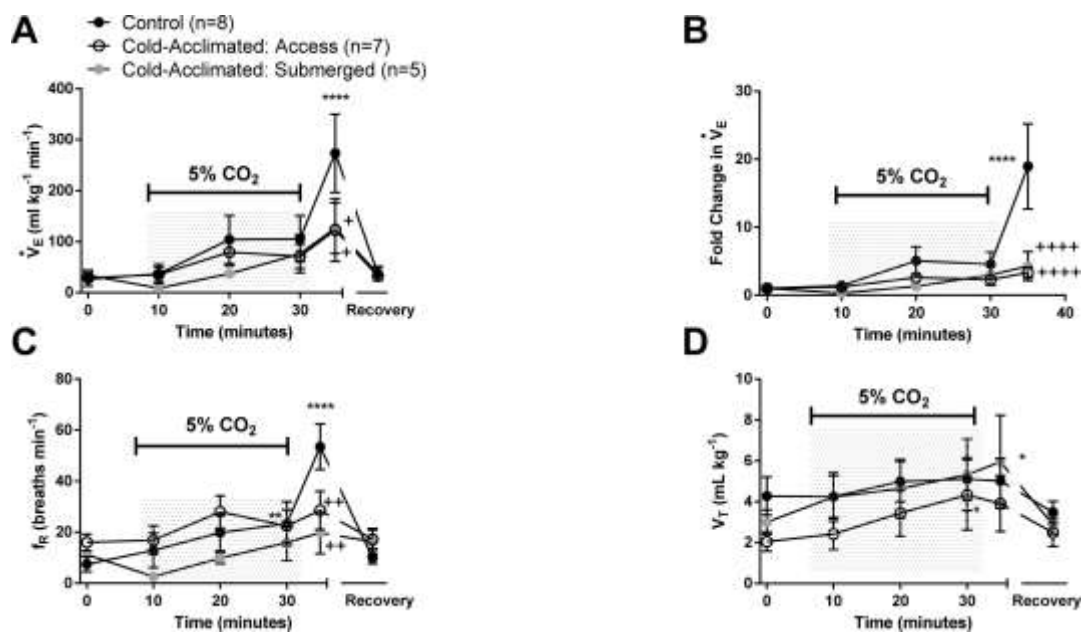 A
Control (n=8)
Cold-Acclimated: Access (n=7)
Cold-Acclimated: Submerged (n=5)
V̇E (ml kg⁻¹ min⁻¹)
400
300
200
100
0
****
5% CO₂
+
+
0 10 20 30
Recovery
Time (minutes)
B
Fold Change in V̇E
30
20
10
0
****
5% CO₂
++++
++++
0 10 20 30 40
Time (minutes)
C
fR (breaths min⁻¹)
80
60
40
20
0
****
5% CO₂
**
++
++
0 10 20 30
Recovery
Time (minutes)
D
VT (mL kg⁻¹)
10
8
6
4
2
0
5% CO₂
*
*
0 10 20 30
Recovery
Time (minutes)